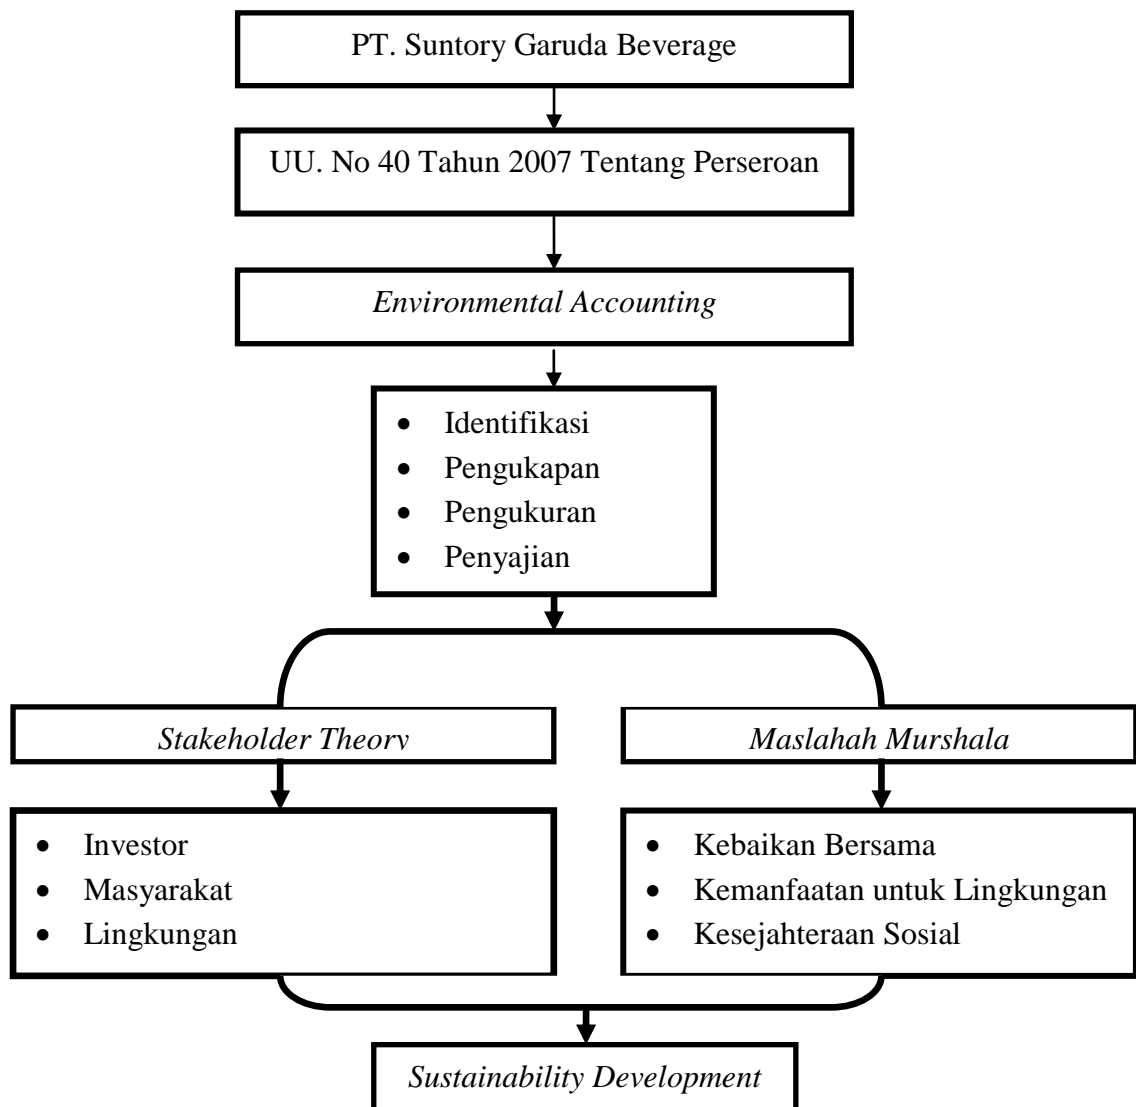 PT. Suntory Garuda Beverage
UU. No 40 Tahun 2007 Tentang Perseroan
Environmental Accounting
• Identifikasi
• Pengukapan
• Pengukuran
• Penyajian
Stakeholder Theory
Maslahah Murshala
• Investor
• Masyarakat
• Lingkungan
• Kebaikan Bersama
• Kemanfaatan untuk Lingkungan
• Kesejahteraan Sosial
Sustainability Development